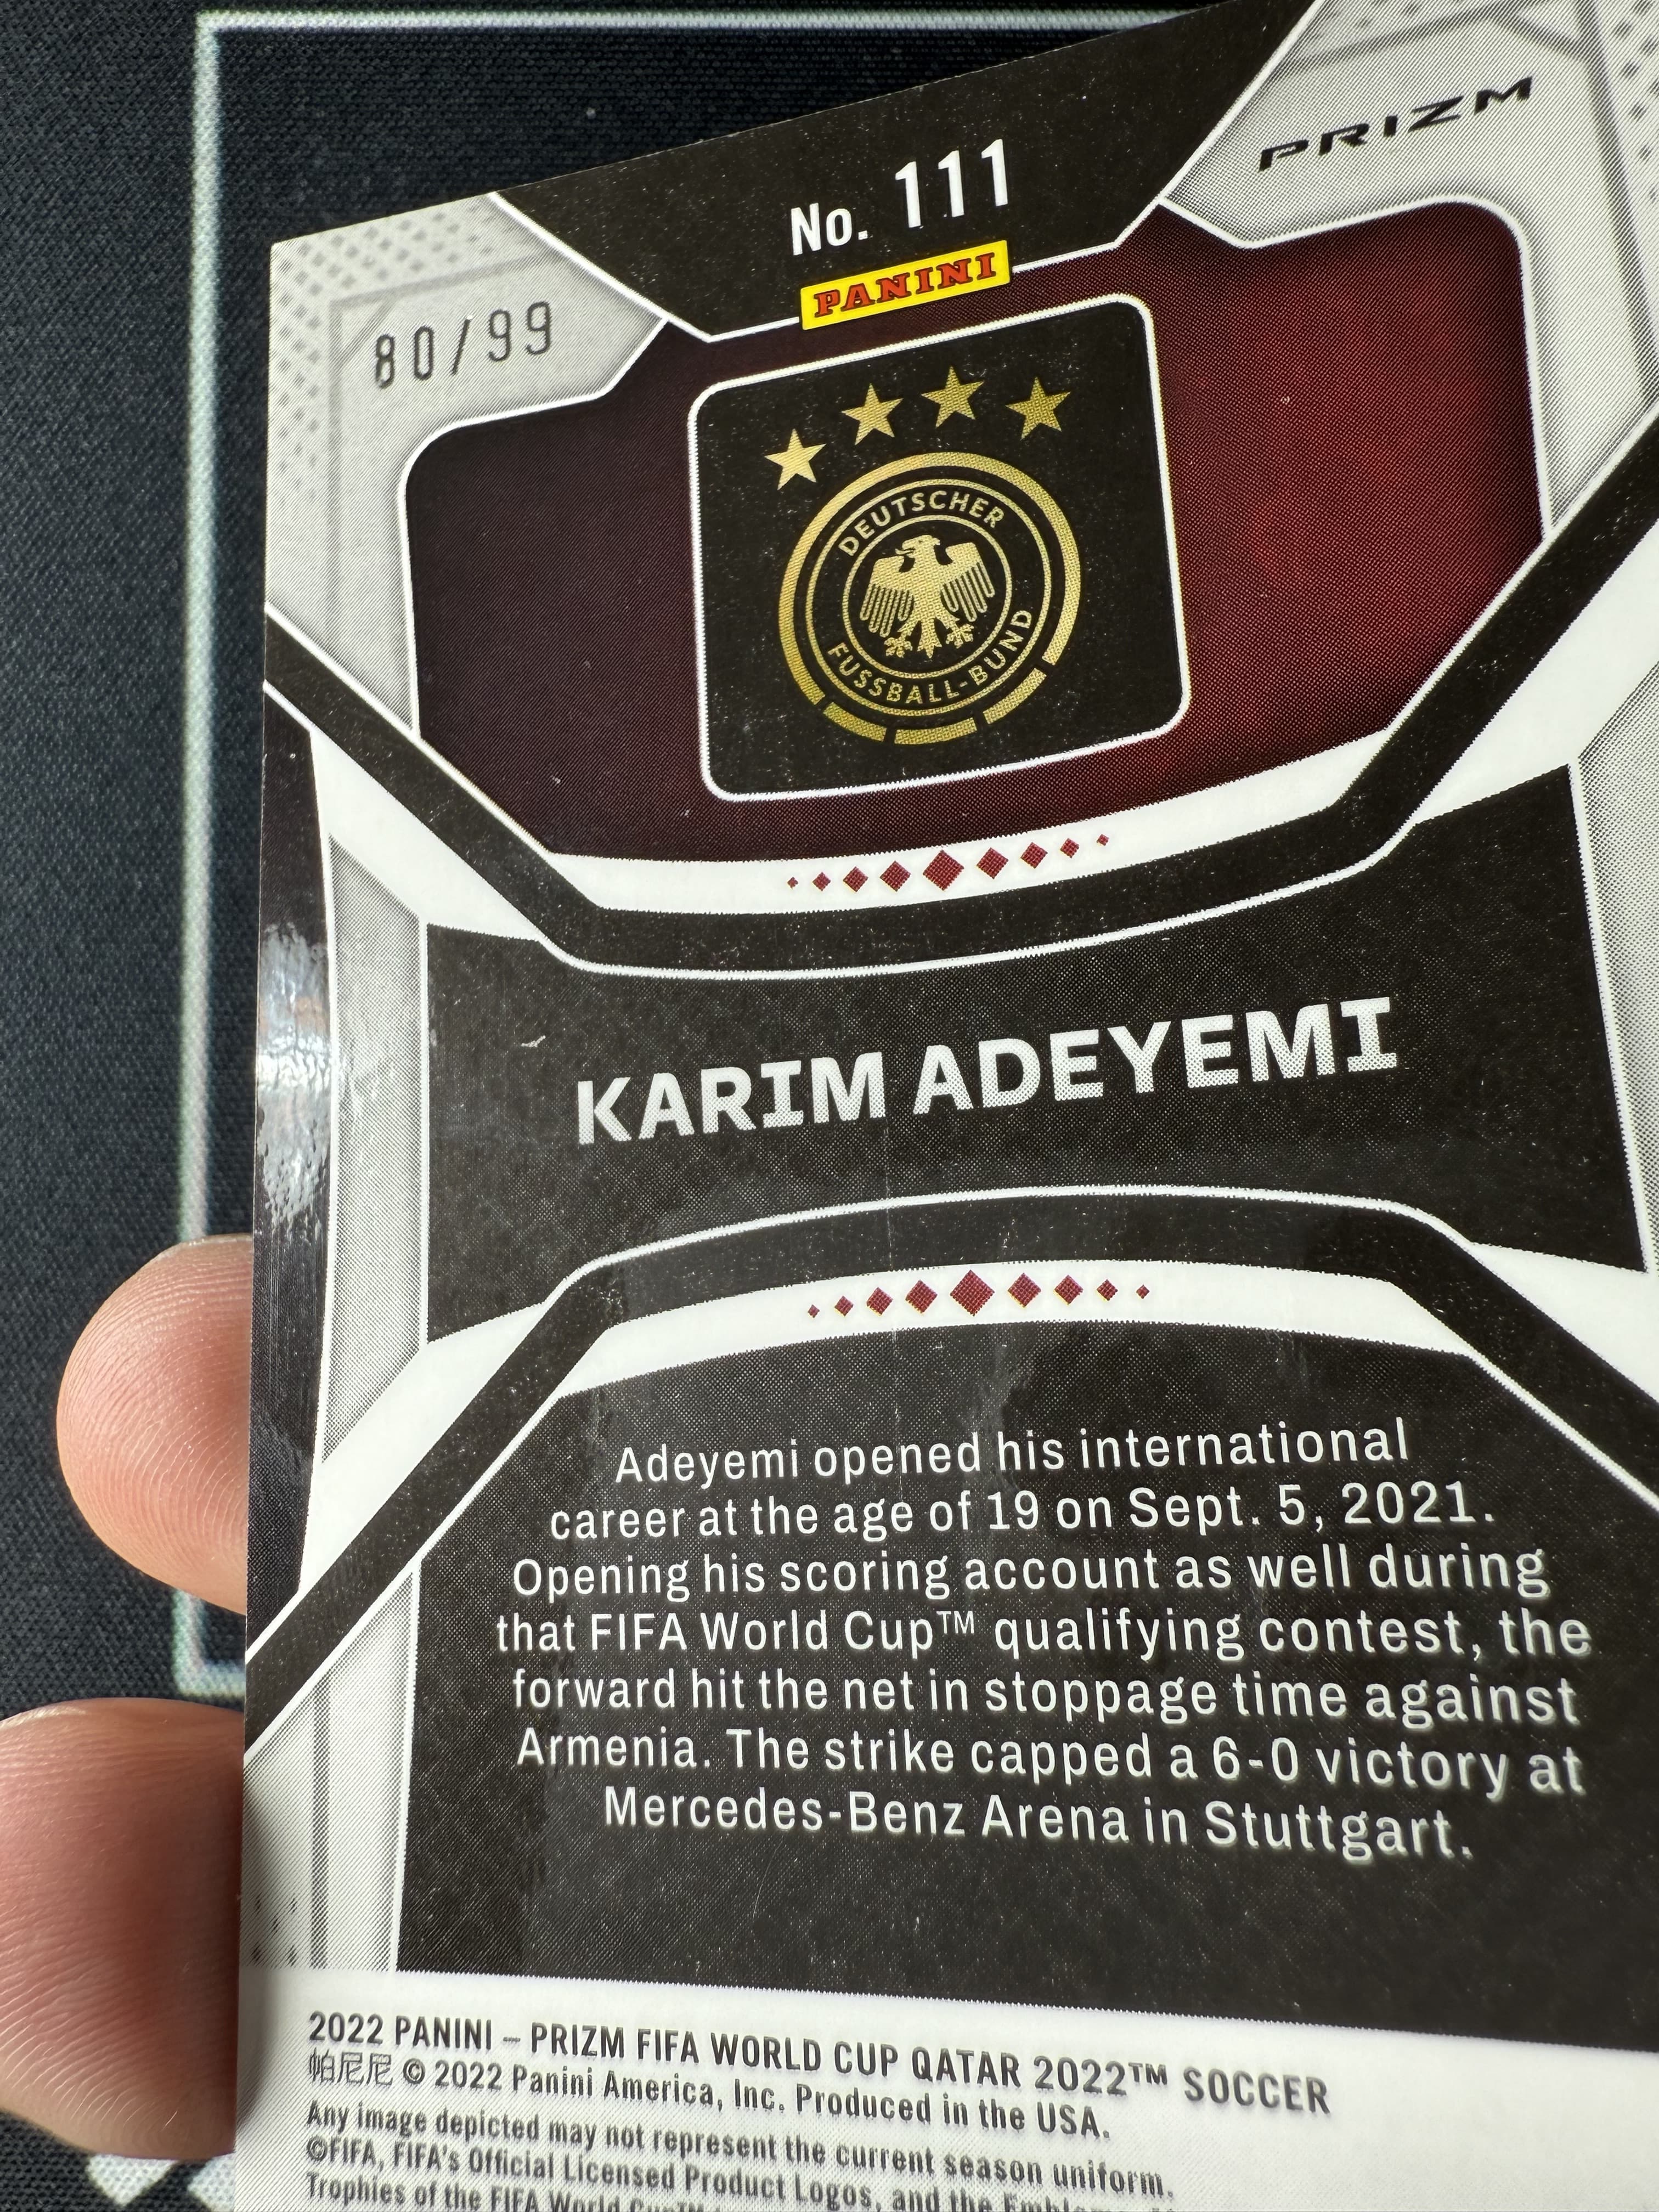 PRIZM
No. 111
PANINI
80/99
DEUTSCHER
FUSSBALL-BUND
KARIM ADEYEMI
Adeyemi opened his international
career at the age of 19 on Sept. 5, 2021.
Opening his scoring account as well during
that FIFA World Cup™ qualifying contest, the
forward hit the net in stoppage time against
Armenia. The strike capped a 6-0 victory at
Mercedes-Benz Arena in Stuttgart.
2022 PANINI – PRIZM FIFA WORLD CUP QATAR 2022™ SOCCER
帕尼尼 © 2022 Panini America, Inc. Produced in the USA.
Any image depicted may not represent the current season uniform.
©FIFA, FIFA's Official Licensed Product Logos, and the
Trophies of the FIFA World Cup™